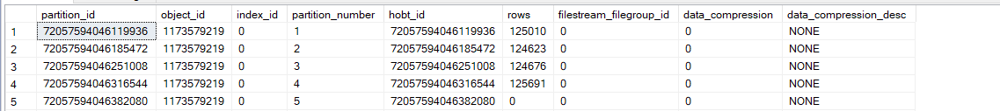 partition_id object_id index_id partition_number hobt_id rows filestream_filegroup_id data_compression data_compression_desc
1 72057594046119936 1173579219 0 1 72057594046119936 125010 0 0 NONE
2 72057594046185472 1173579219 0 2 72057594046185472 124623 0 0 NONE
3 72057594046251008 1173579219 0 3 72057594046251008 124676 0 0 NONE
4 72057594046316544 1173579219 0 4 72057594046316544 125691 0 0 NONE
5 72057594046382080 1173579219 0 5 72057594046382080 0 0 0 NONE